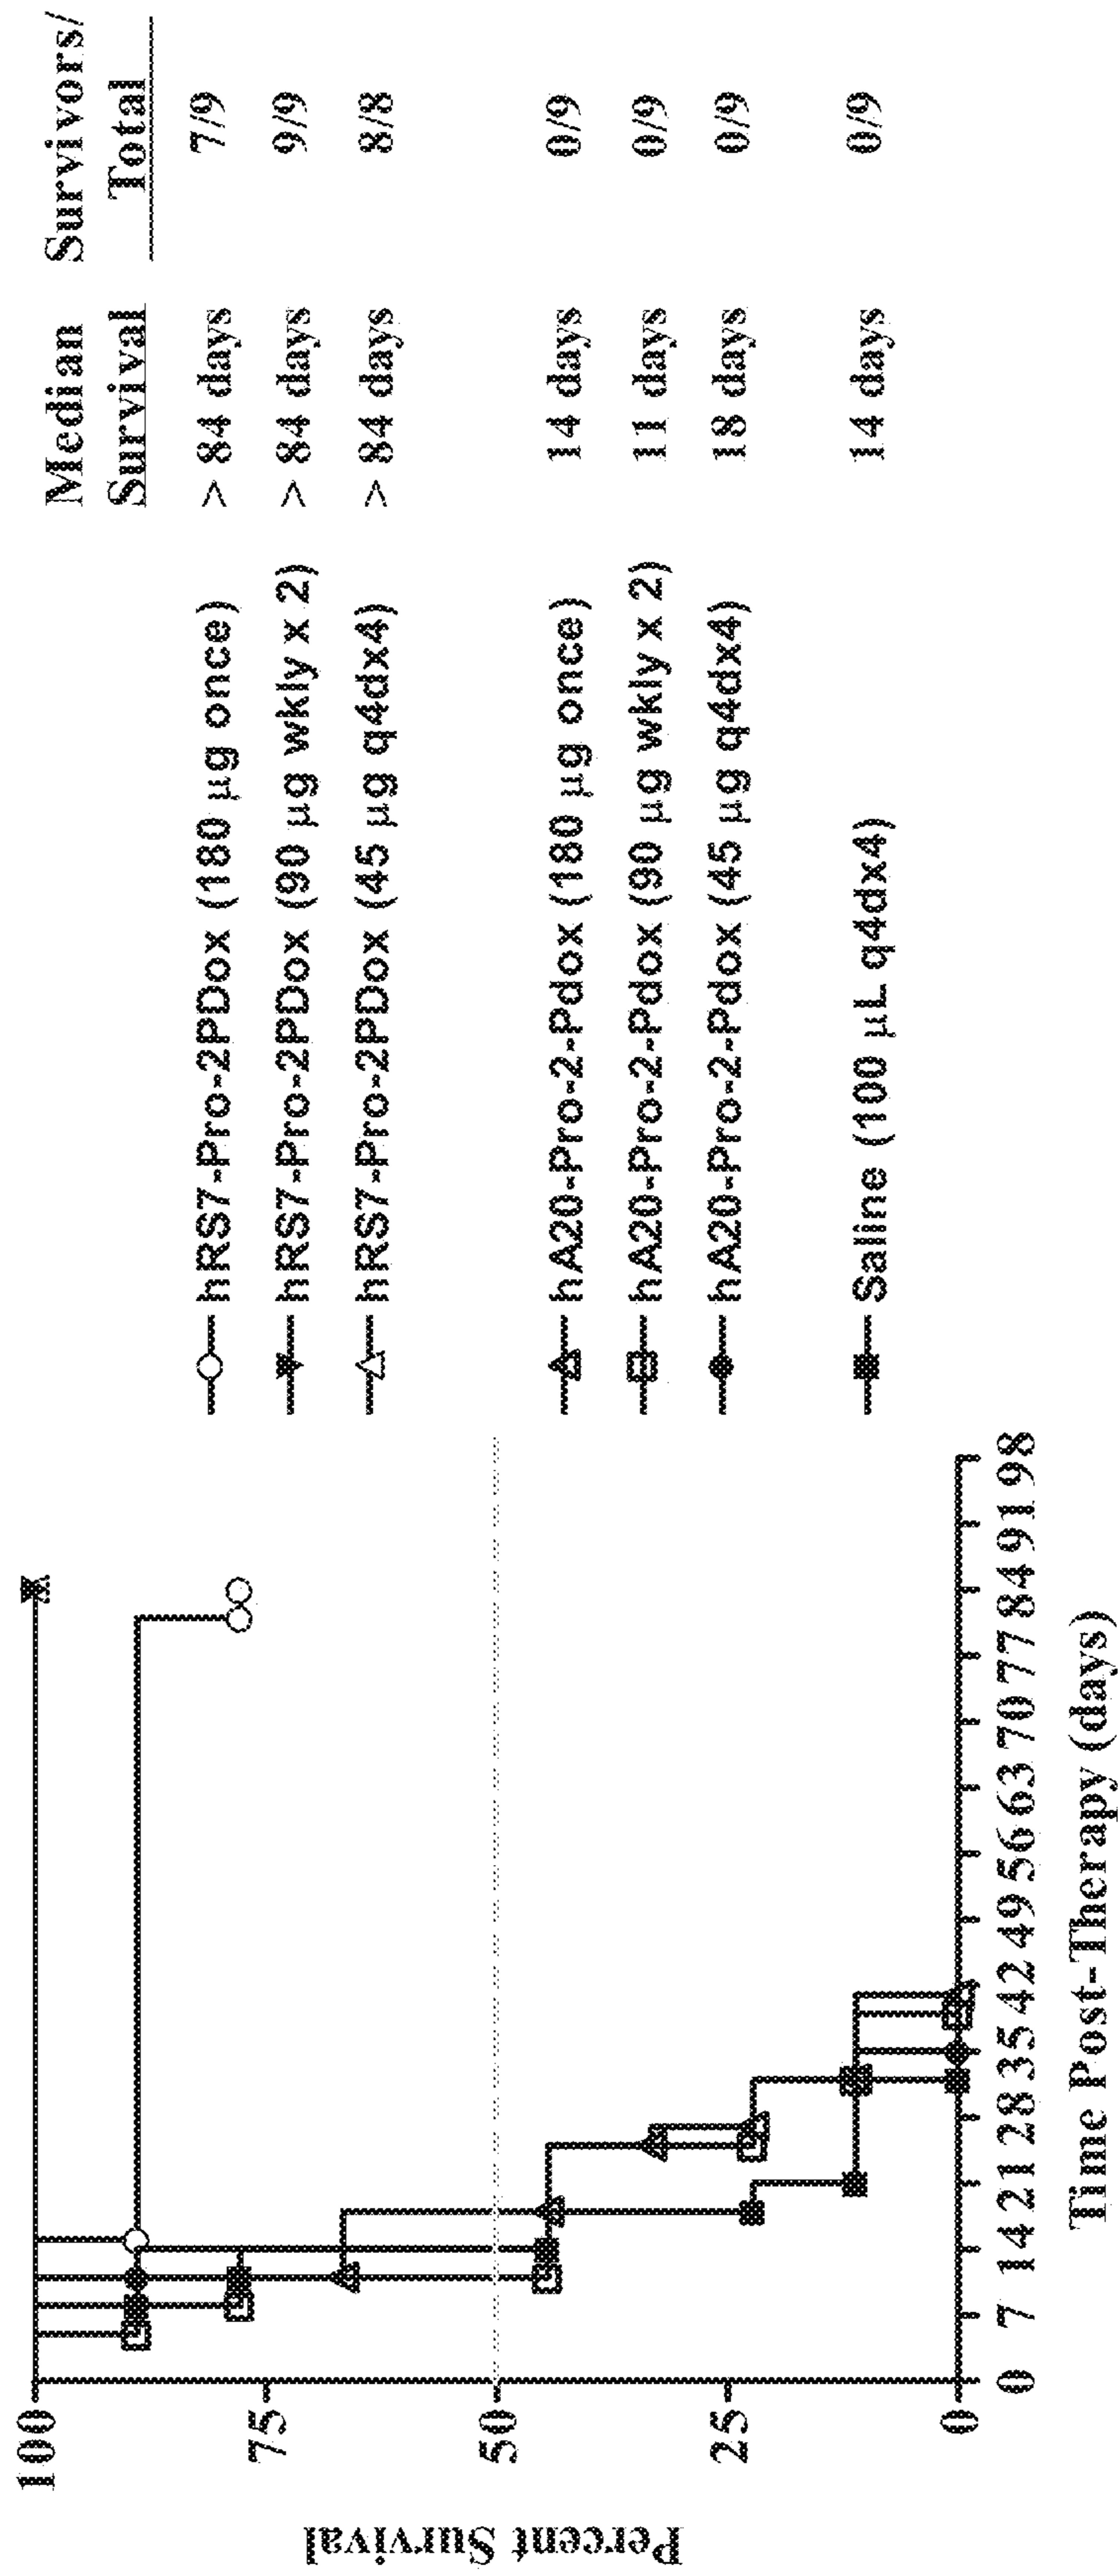 Percent Survival
100
75
50
25
0
0 7 14 21 28 35 42 49 56 63 70 77 84 91 98
Time Post-Therapy (days)
Median Survivors/
Survival Total
hRS7-Pro-2PDox (180 µg once) > 84 days 7/9
hRS7-Pro-2PDox (90 µg wkly x 2) > 84 days 9/9
hRS7-Pro-2PDox (45 µg q4dx4) > 84 days 8/8
hA20-Pro-2-Pdox (180 µg once) 14 days 0/9
hA20-Pro-2-Pdox (90 µg wkly x 2) 11 days 0/9
hA20-Pro-2-Pdox (45 µg q4dx4) 18 days 0/9
Saline (100 µL q4dx4) 14 days 0/9